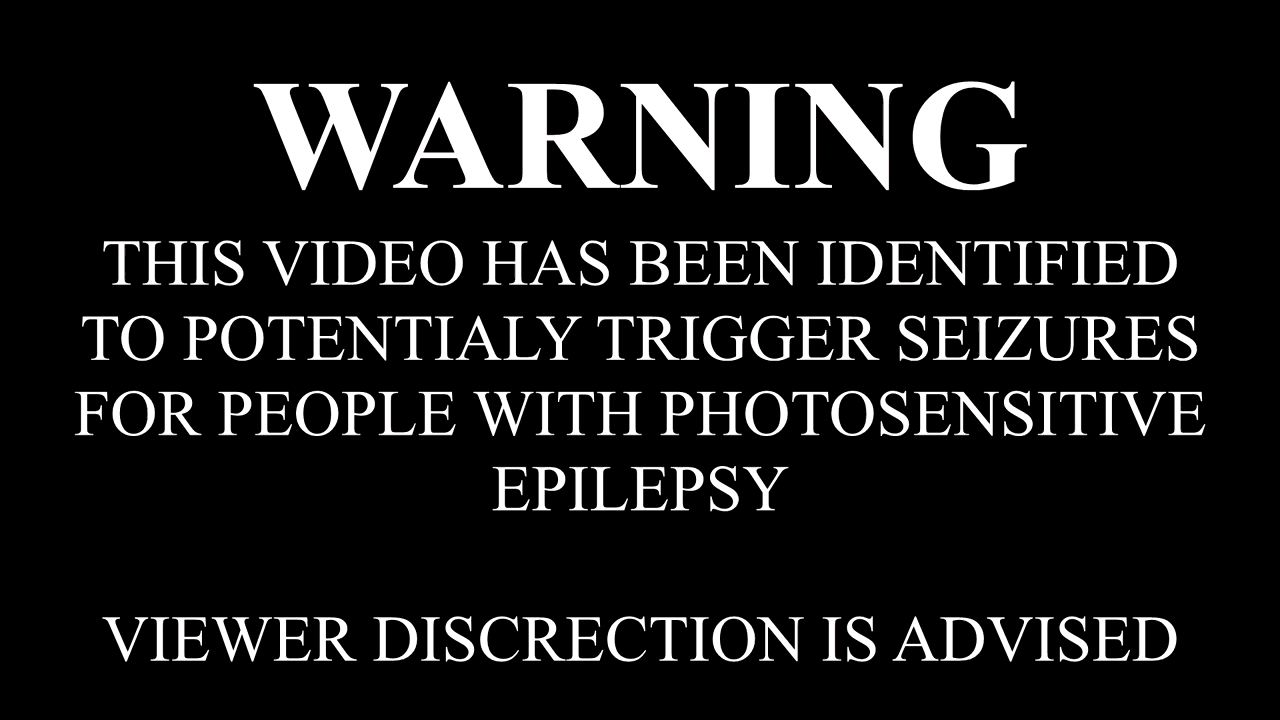 WARNING
THIS VIDEO HAS BEEN IDENTIFIED
TO POTENTIALY TRIGGER SEIZURES
FOR PEOPLE WITH PHOTOSENSITIVE
EPILEPSY
VIEWER DISCRECTION IS ADVISED